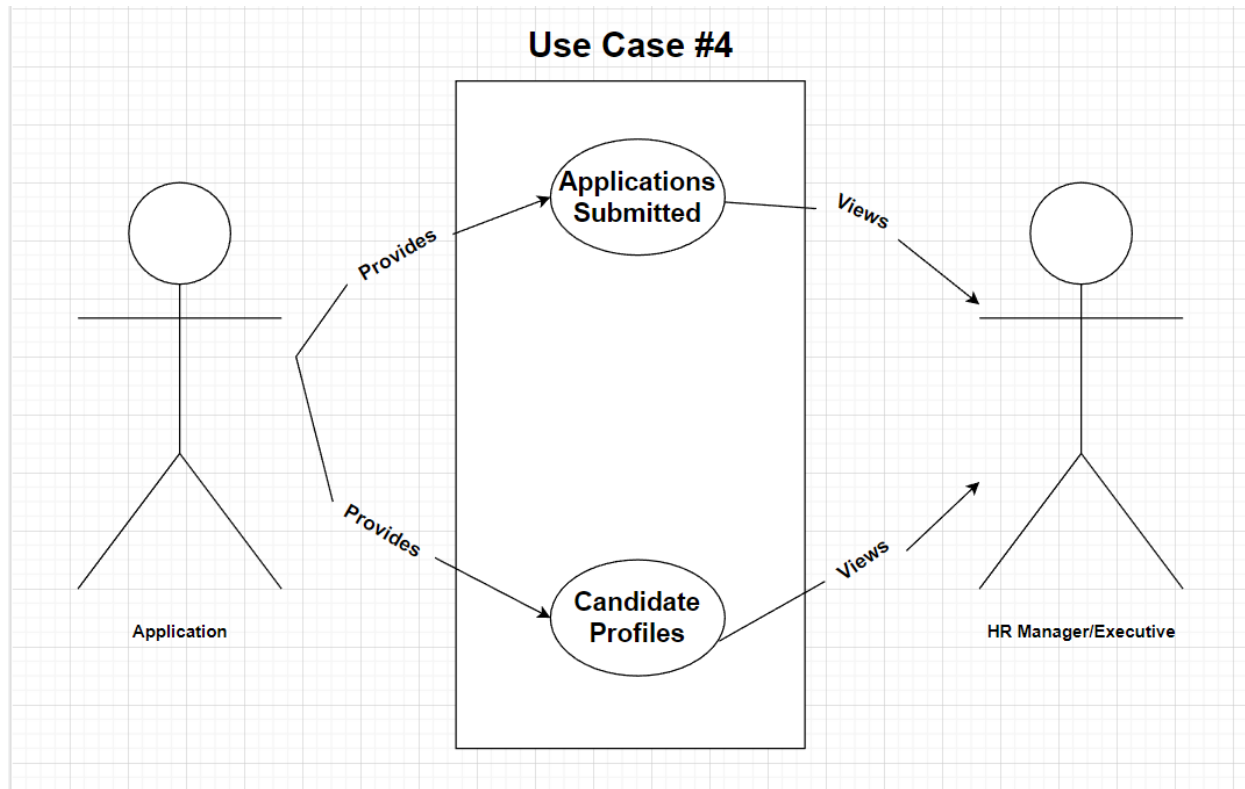 Use Case #4
Applications
Submitted
Provides
Views
Provides
Views
Candidate
Profiles
Application
HR Manager/Executive